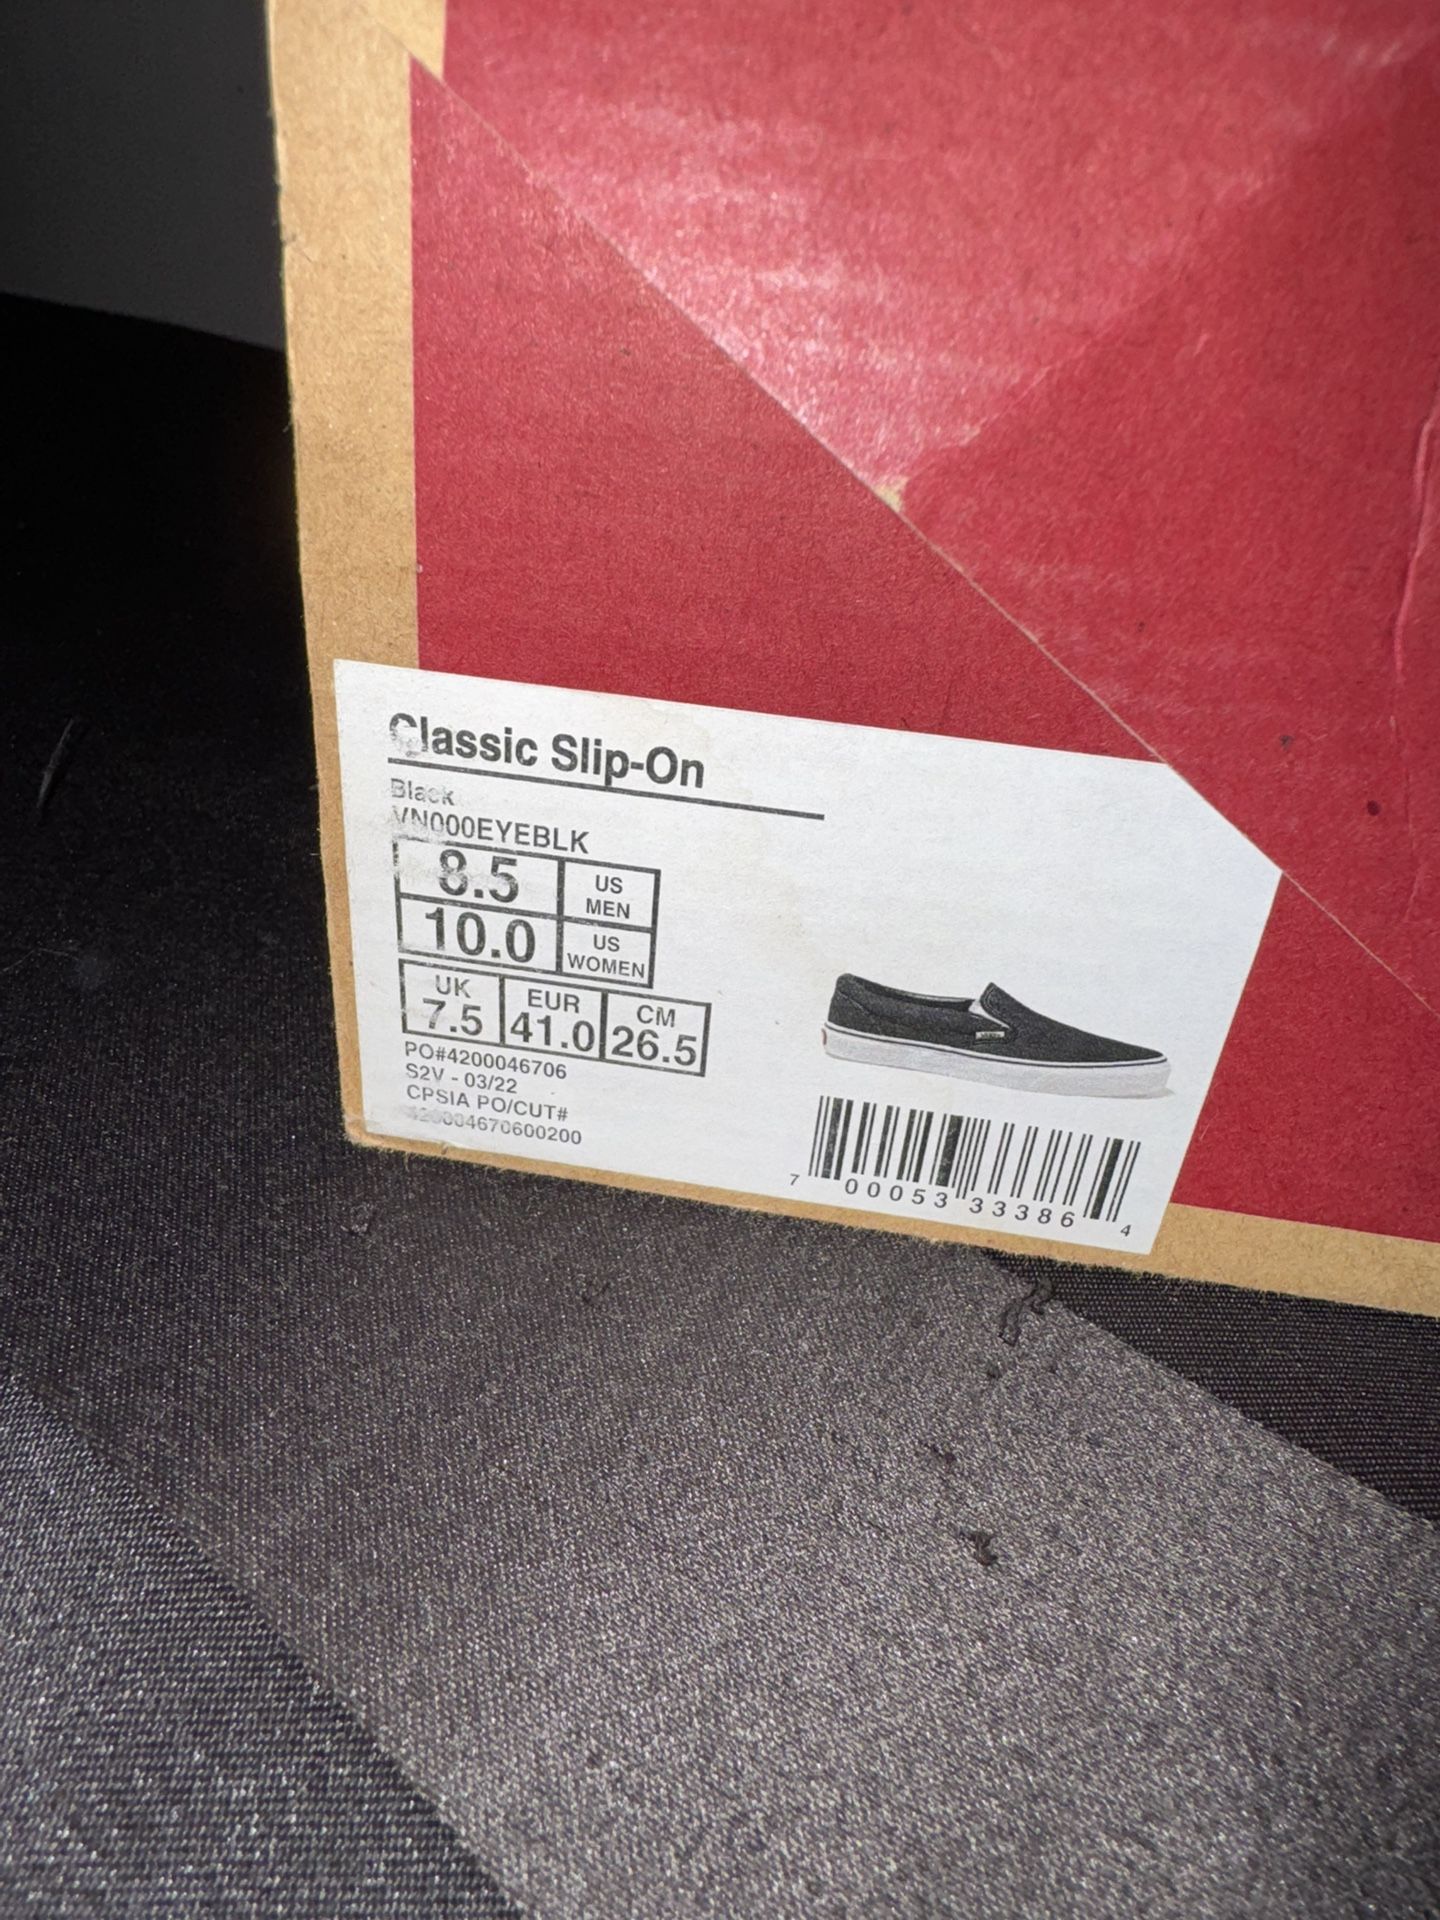 Classic Slip-On
Black
VN000EYEBLK
8.5 US MEN
10.0 US WOMEN
UK EUR CM
7.5 41.0 26.5
PO#4200046706
S2V - 03/22
CPSIA PO/CUT#
420004670600200
7 00053 33386 4